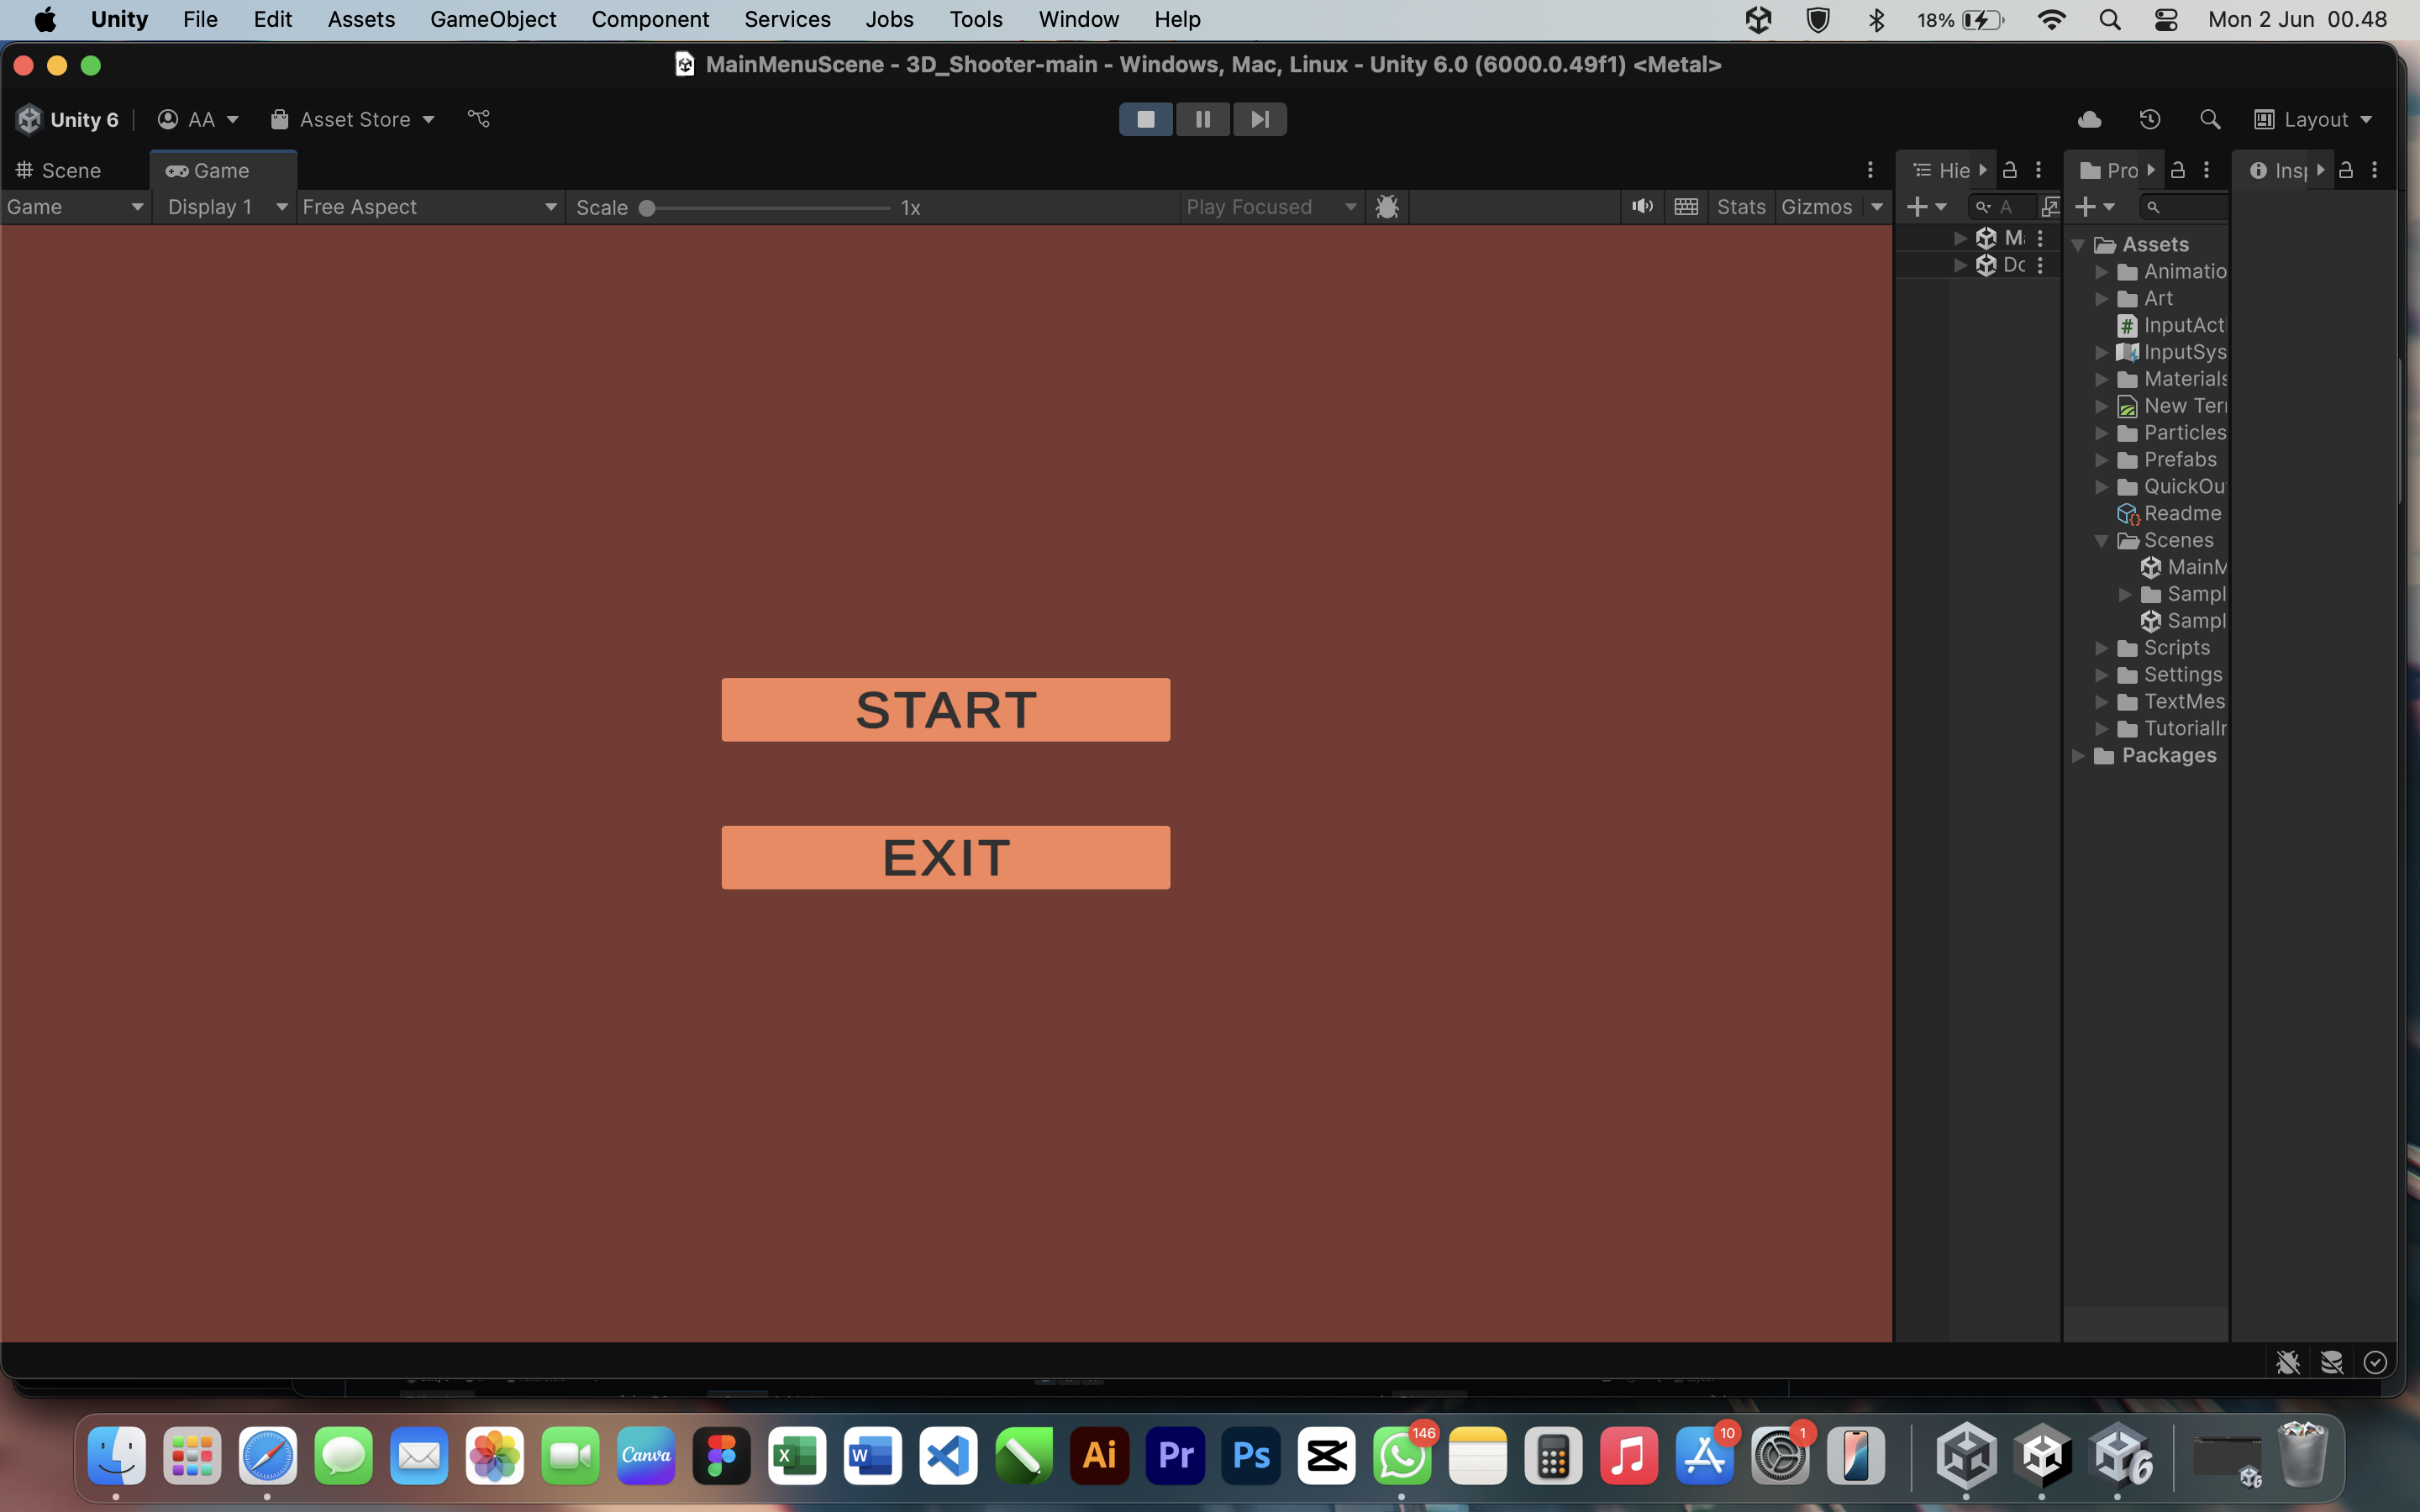 Unity File Edit Assets GameObject Component Services Jobs Tools Window Help 18% Mon 2 Jun 00.48
MainMenuScene - 3D_Shooter-main - Windows, Mac, Linux - Unity 6.0 (6000.0.49f1) <Metal>
Unity 6 AA Asset Store Layout
Scene Game Hie Pro Insp
Game Display 1 Free Aspect Scale 1x Play Focused Stats Gizmos A
Ma
Dc
Assets
Animatio
Art
InputActi
InputSys
Materials
New Terr
Particles
Prefabs
QuickOu
Readme
Scenes
MainM
Sampl
Sampl
Scripts
Settings
TextMes
TutorialIn
Packages
START
EXIT
Canva X W Ai Pr Ps 146 10 1 6